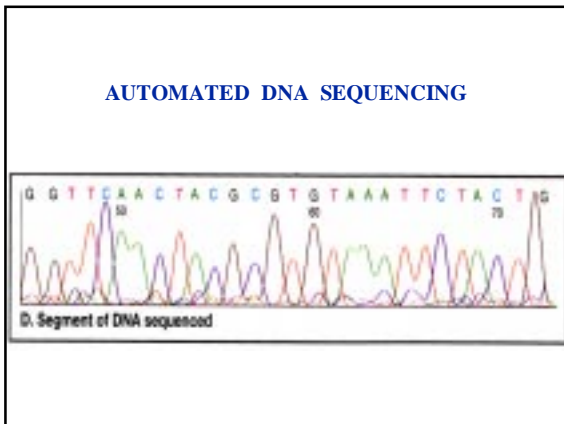 AUTOMATED DNA SEQUENCING
G G T T C A A C T A C G C G T G T A A A T T C T A C T G
50 60 70
D. Segment of DNA sequenced